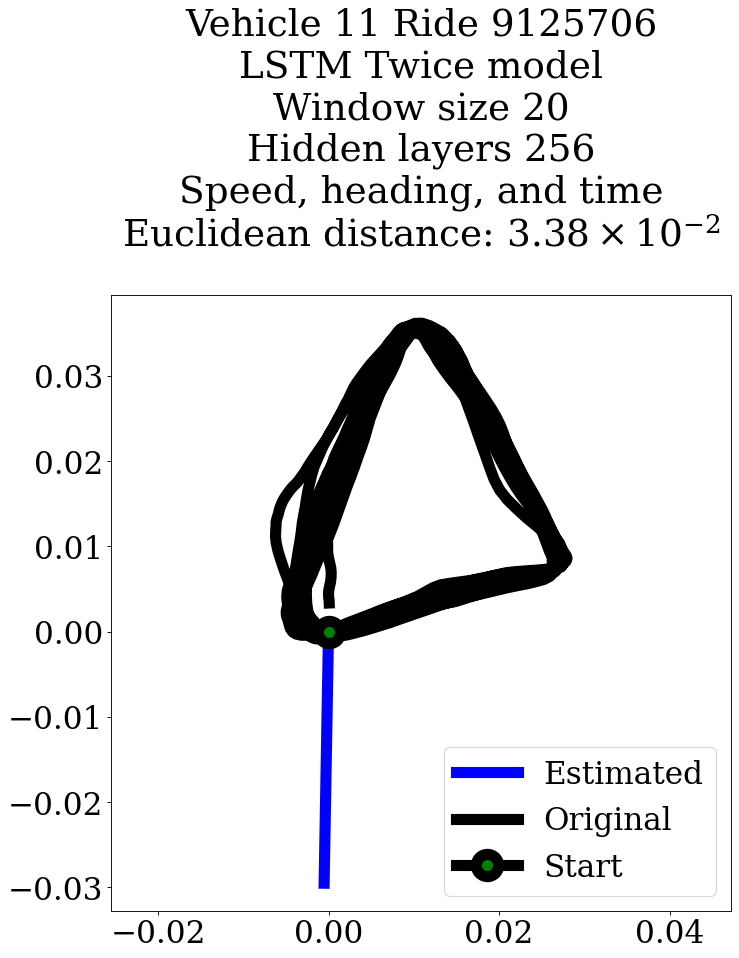 Vehicle 11 Ride 9125706
LSTM Twice model
Window size 20
Hidden layers 256
Speed, heading, and time
Euclidean distance: 3.38 × 10⁻²
0.03
0.02
0.01
0.00
−0.01
−0.02
−0.03
Estimated
Original
Start
−0.02 0.00 0.02 0.04